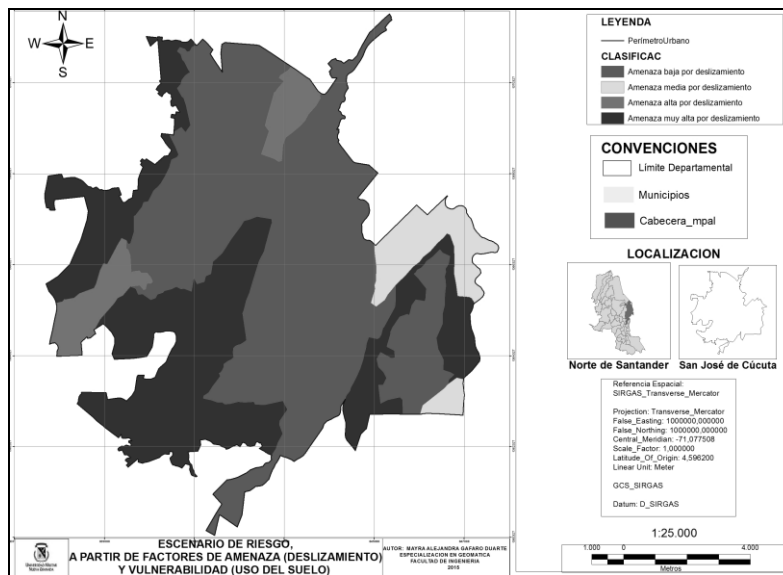 N
W E
S
LEYENDA
PerímetroUrbano
CLASIFICAC
Amenaza baja por deslizamiento
Amenaza media por deslizamiento
Amenaza alta por deslizamiento
Amenaza muy alta por deslizamiento
CONVENCIONES
Límite Departamental
Municipios
Cabecera_mpal
LOCALIZACION
Norte de Santander
San José de Cúcuta
Referencia Espacial:
SIRGAS_Transverse_Mercator
Projection: Transverse_Mercator
False_Easting: 1000000,000000
False_Northing: 1000000,000000
Central_Meridian: -71,077508
Scale_Factor: 1,000000
Latitude_Of_Origin: 4,596200
Linear Unit: Meter
GCS_SIRGAS
Datum: D_SIRGAS
1:25.000
1.000 0 4.000
Metros
ESCENARIO DE RIESGO,
A PARTIR DE FACTORES DE AMENAZA (DESLIZAMIENTO)
Y VULNERABILIDAD (USO DEL SUELO)
AUTOR: MAYRA ALEJANDRA GAFARO DUARTE
ESPECIALIZACION EN GEOMATICA
FACULTAD DE INGENIERIA